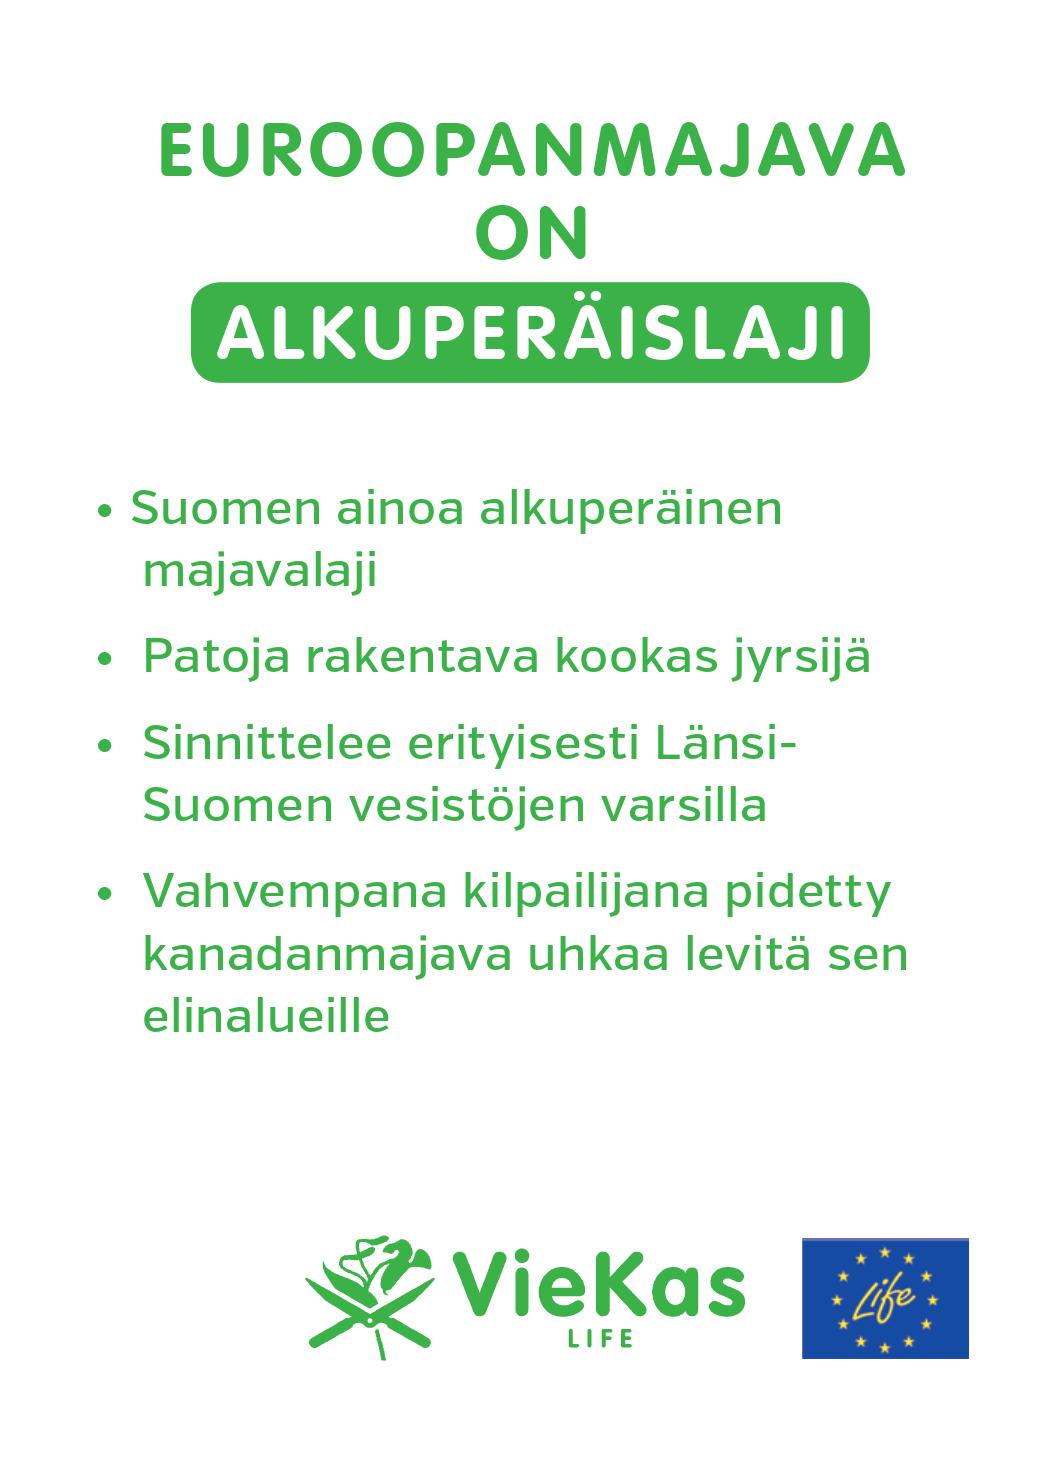 EUROOPANMAJAVA
ON
ALKUPERÄISLAJI
• Suomen ainoa alkuperäinen
majavalaji
• Patoja rakentava kookas jyrsijä
• Sinnittelee erityisesti Länsi-
Suomen vesistöjen varsilla
• Vahvempana kilpailijana pidetty
kanadanmajava uhkaa levitä sen
elinalueille
VieKas
LIFE
Life